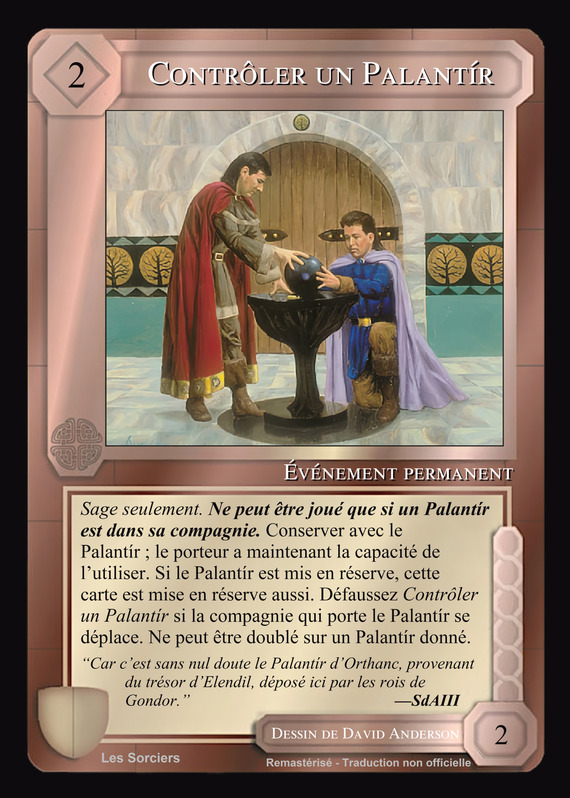 2
Contrôler un Palantír
Événement permanent
Sage seulement. Ne peut être joué que si un Palantír
est dans sa compagnie. Conserver avec le
Palantír ; le porteur a maintenant la capacité de
l’utiliser. Si le Palantír est mis en réserve, cette
carte est mise en réserve aussi. Défaussez Contrôler
un Palantír si la compagnie qui porte le Palantír se
déplace. Ne peut être doublé sur un Palantír donné.
“Car c’est sans nul doute le Palantír d’Orthanc, provenant
du trésor d’Elendil, déposé ici par les rois de
Gondor.” —SdAIII
Dessin de David Anderson
2
Les Sorciers
Remastérisé - Traduction non officielle